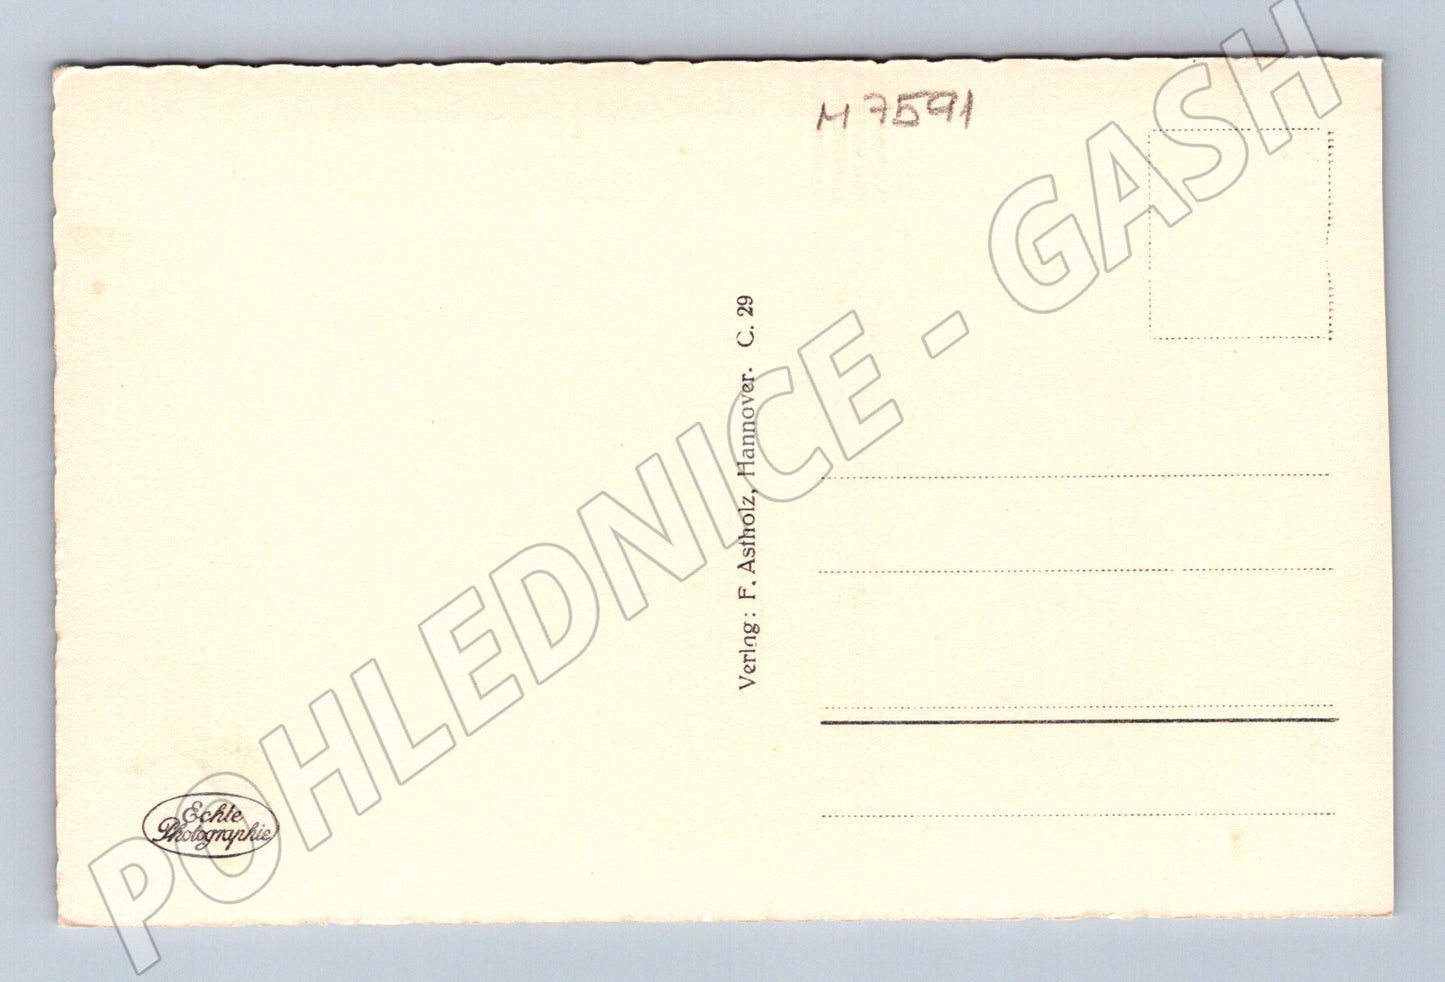 M 7591
Verlag: F. Astholz, Hannover. C. 29
Echte
Photographie
POHLEDNICE - GASH